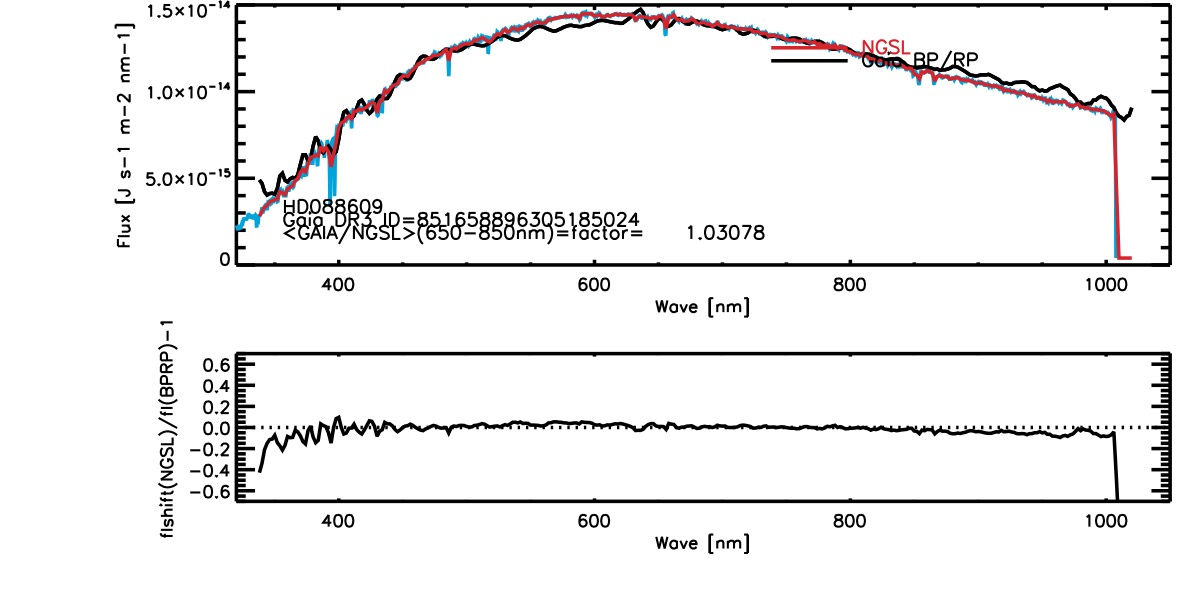 1.5×10−14
1.0×10−14
5.0×10−15
0
Flux [J s−1 m−2 nm−1]
NGSL
Gaia BP/RP
HD088609
Gaia DR3 ID=851658896305185024
<GAIA/NGSL>(650−850nm)=factor= 1.03078
400 600 800 1000
Wave [nm]
flshift(NGSL)/fl(BPRP)−1
0.6
0.4
0.2
0.0
−0.2
−0.4
−0.6
400 600 800 1000
Wave [nm]